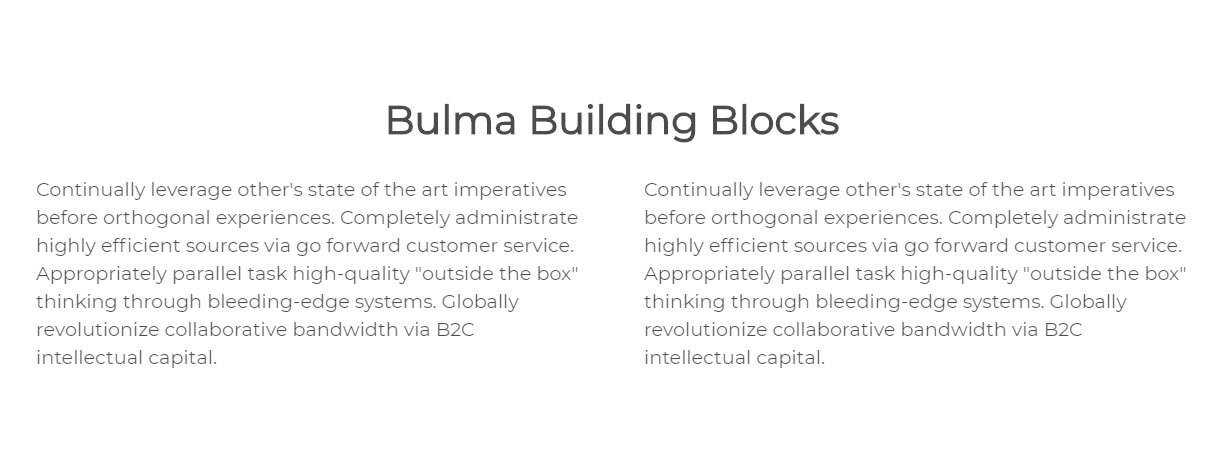 Bulma Building Blocks
Continually leverage other's state of the art imperatives
before orthogonal experiences. Completely administrate
highly efficient sources via go forward customer service.
Appropriately parallel task high-quality "outside the box"
thinking through bleeding-edge systems. Globally
revolutionize collaborative bandwidth via B2C
intellectual capital.
Continually leverage other's state of the art imperatives
before orthogonal experiences. Completely administrate
highly efficient sources via go forward customer service.
Appropriately parallel task high-quality "outside the box"
thinking through bleeding-edge systems. Globally
revolutionize collaborative bandwidth via B2C
intellectual capital.